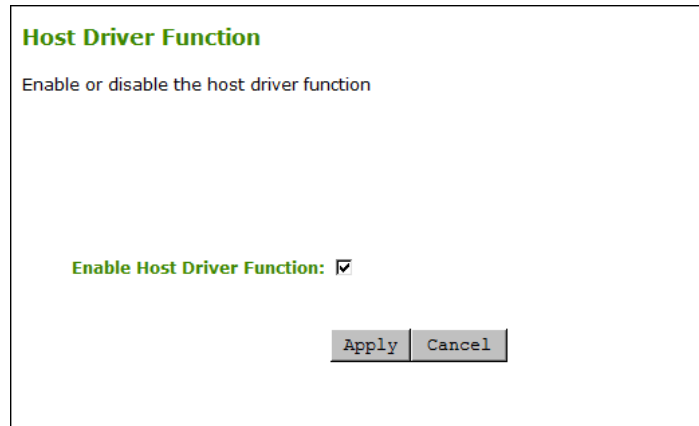 Host Driver Function
Enable or disable the host driver function
Enable Host Driver Function:
Apply Cancel